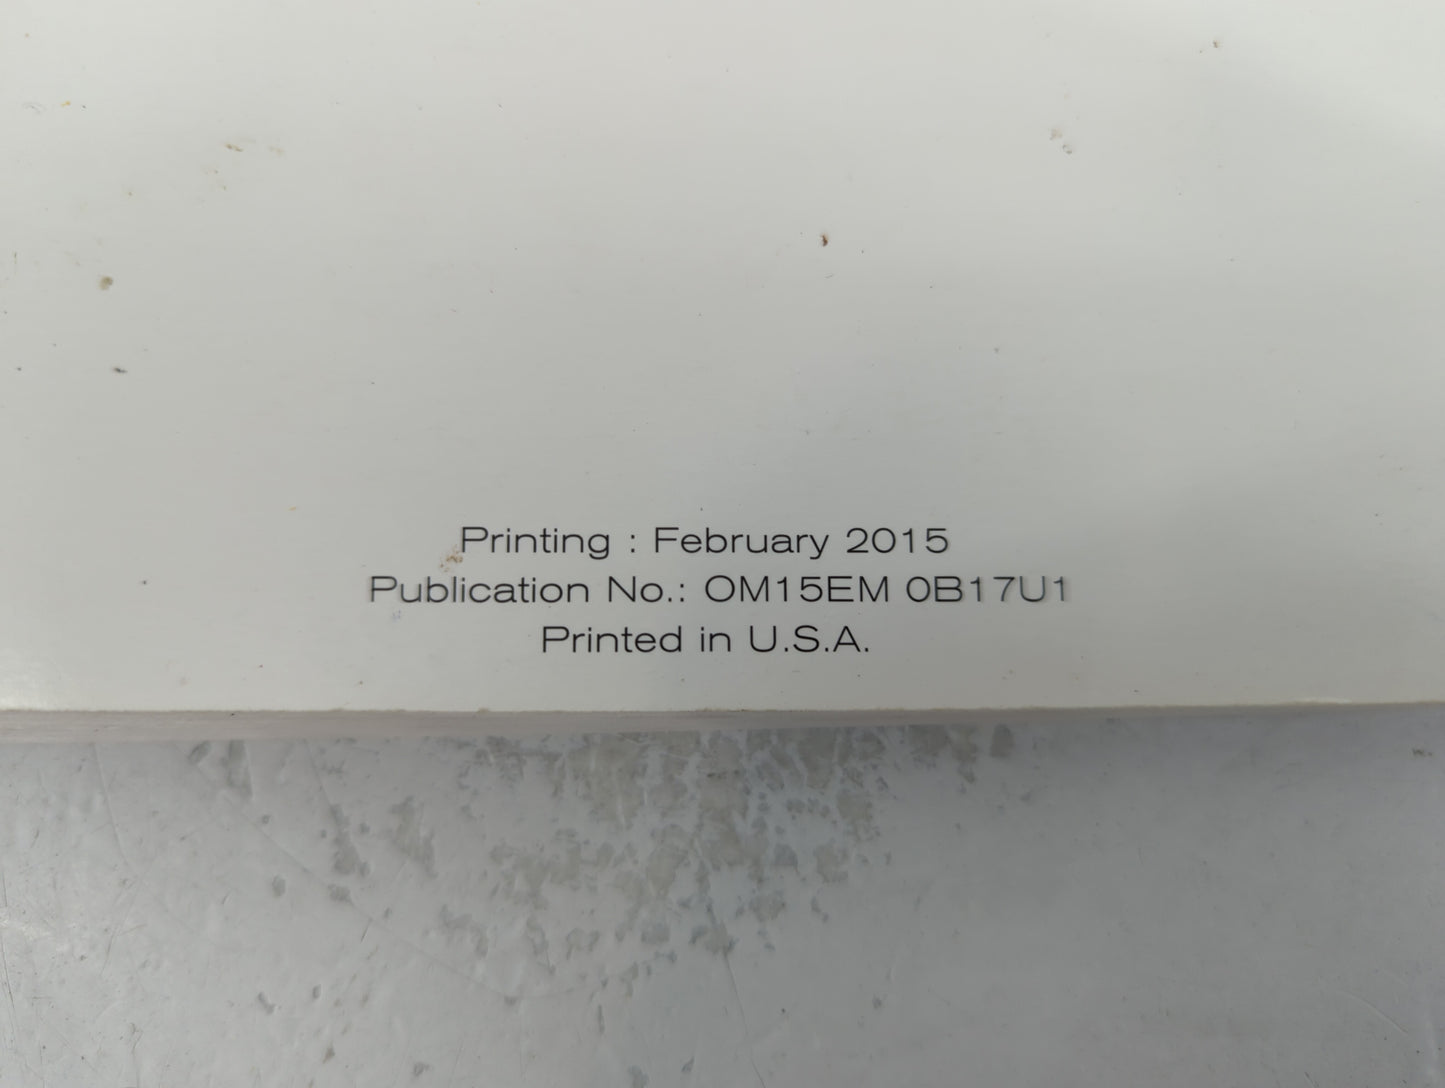 Printing : February 2015
Publication No.: OM15EM 0B17U1
Printed in U.S.A.